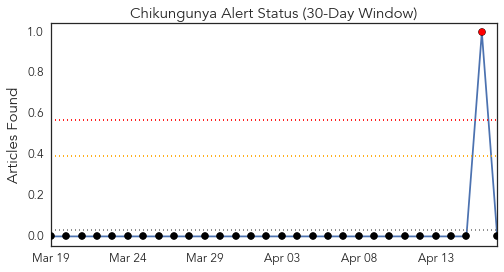 Chikungunya Alert Status (30-Day Window)
Articles Found
1.0
0.8
0.6
0.4
0.2
0.0
Mar 19 Mar 24 Mar 29 Apr 03 Apr 08 Apr 13